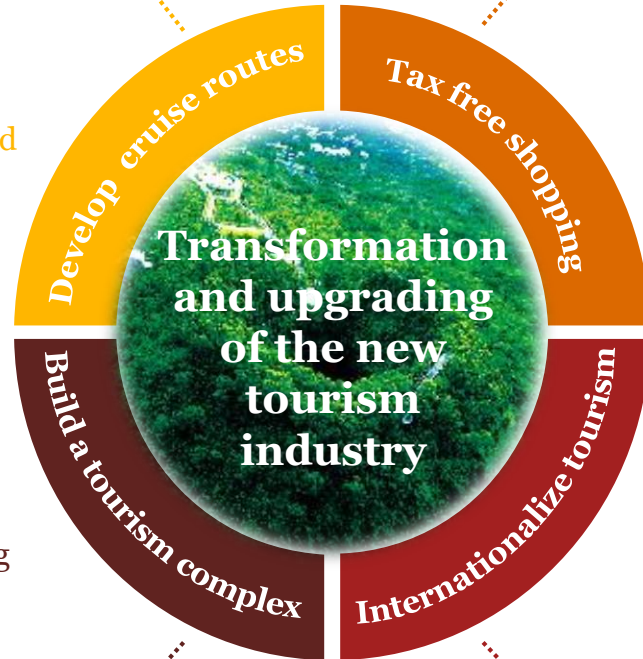 Develop cruise routes
Tax free shopping
d
Transformation
and upgrading
of the new
tourism
industry
Build a tourism complex
Internationalize tourism
g